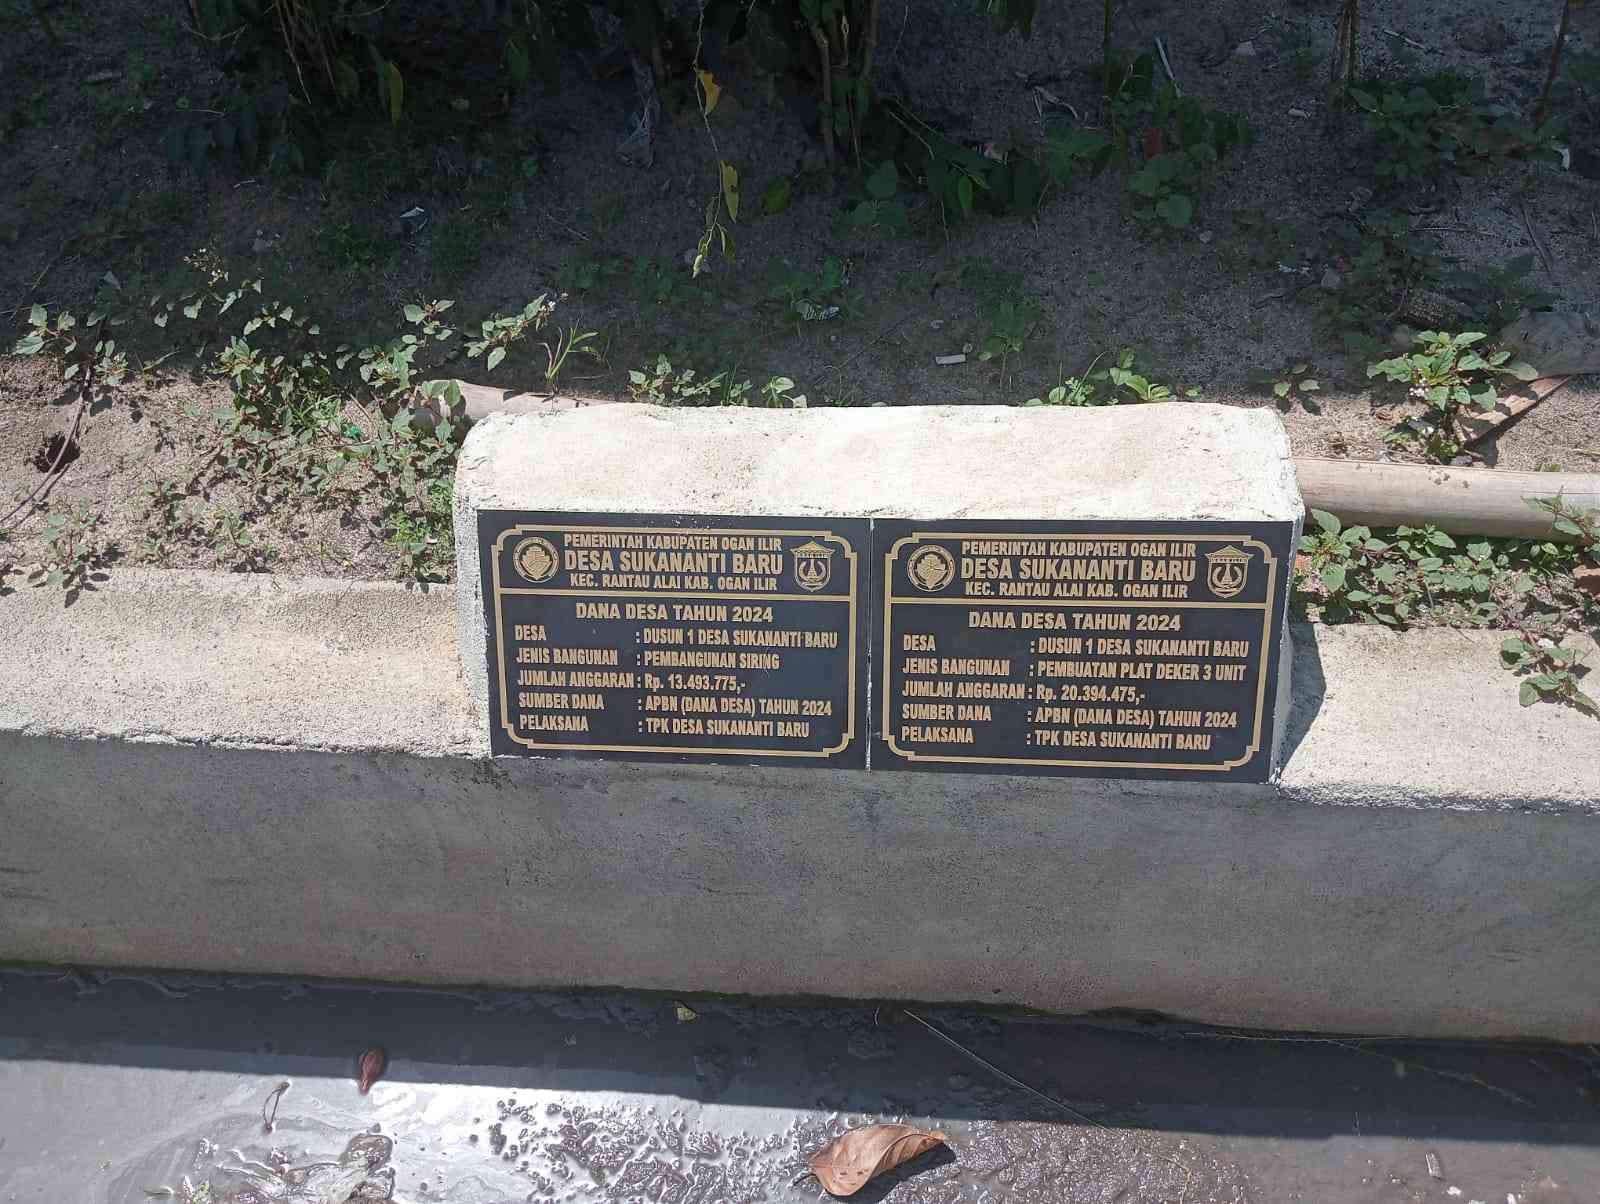 PEMERINTAH KABUPATEN OGAN ILIR
DESA SUKANANTI BARU
KEC. RANTAU ALAI KAB. OGAN ILIR
DANA DESA TAHUN 2024
DESA : DUSUN 1 DESA SUKANANTI BARU
JENIS BANGUNAN : PEMBANGUNAN SIRING
JUMLAH ANGGARAN : Rp. 13.493.775,-
SUMBER DANA : APBN (DANA DESA) TAHUN 2024
PELAKSANA : TPK DESA SUKANANTI BARU
PEMERINTAH KABUPATEN OGAN ILIR
DESA SUKANANTI BARU
KEC. RANTAU ALAI KAB. OGAN ILIR
DANA DESA TAHUN 2024
DESA : DUSUN 1 DESA SUKANANTI BARU
JENIS BANGUNAN : PEMBUATAN PLAT DEKER 3 UNIT
JUMLAH ANGGARAN : Rp. 20.394.475,-
SUMBER DANA : APBN (DANA DESA) TAHUN 2024
PELAKSANA : TPK DESA SUKANANTI BARU